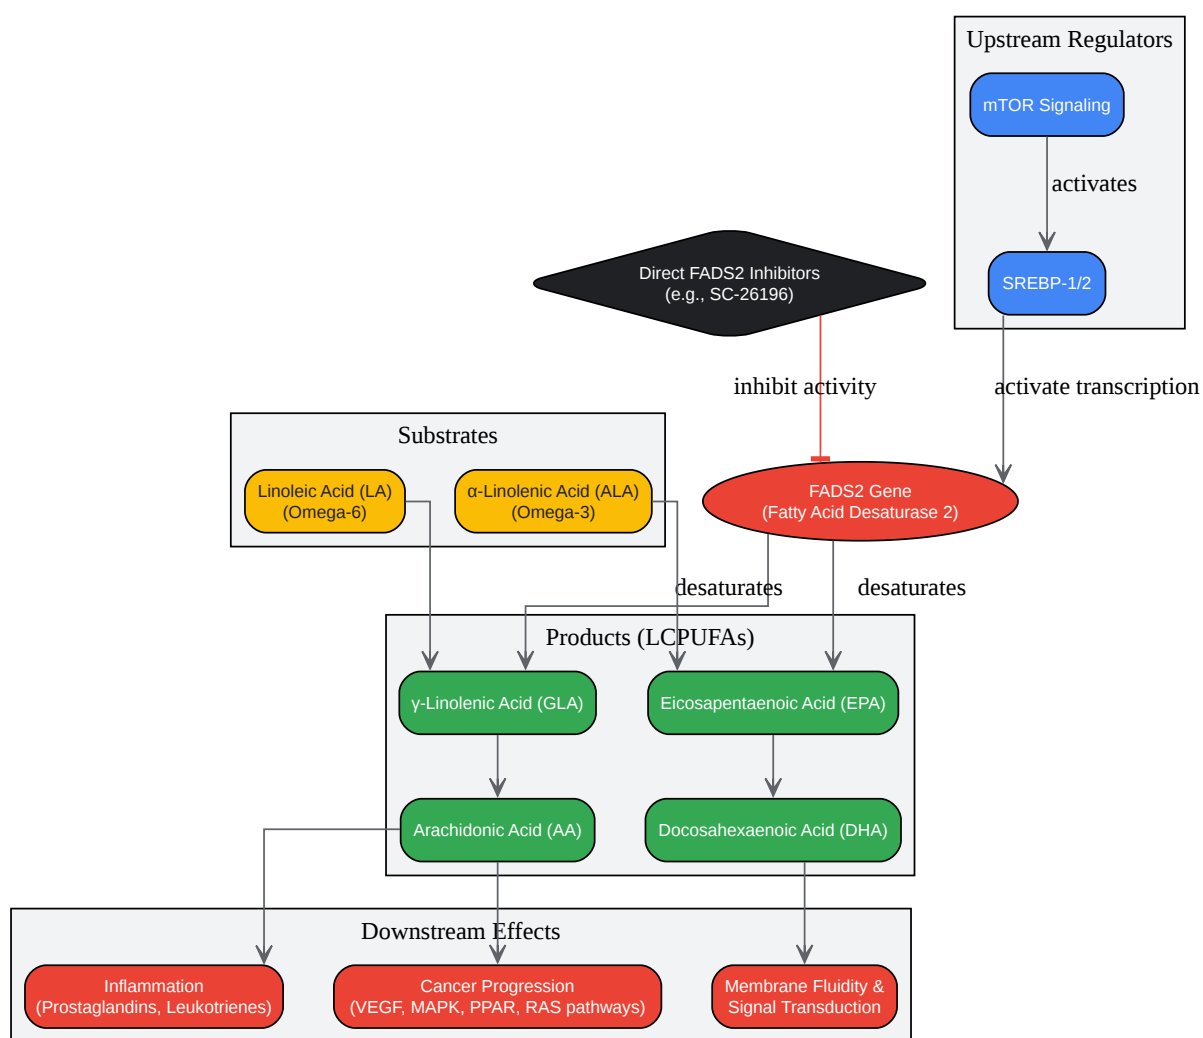 Upstream Regulators
mTOR Signaling
activates
Direct FADS2 Inhibitors
(e.g., SC-26196)
SREBP-1/2
inhibit activity
activate transcription
Substrates
Linoleic Acid (LA)
(Omega-6)
α-Linolenic Acid (ALA)
(Omega-3)
FADS2 Gene
(Fatty Acid Desaturase 2)
desaturates
desaturates
Products (LCPUFAs)
γ-Linolenic Acid (GLA)
Eicosapentaenoic Acid (EPA)
Arachidonic Acid (AA)
Docosahexaenoic Acid (DHA)
Downstream Effects
Inflammation
(Prostaglandins, Leukotrienes)
Cancer Progression
(VEGF, MAPK, PPAR, RAS pathways)
Membrane Fluidity &
Signal Transduction